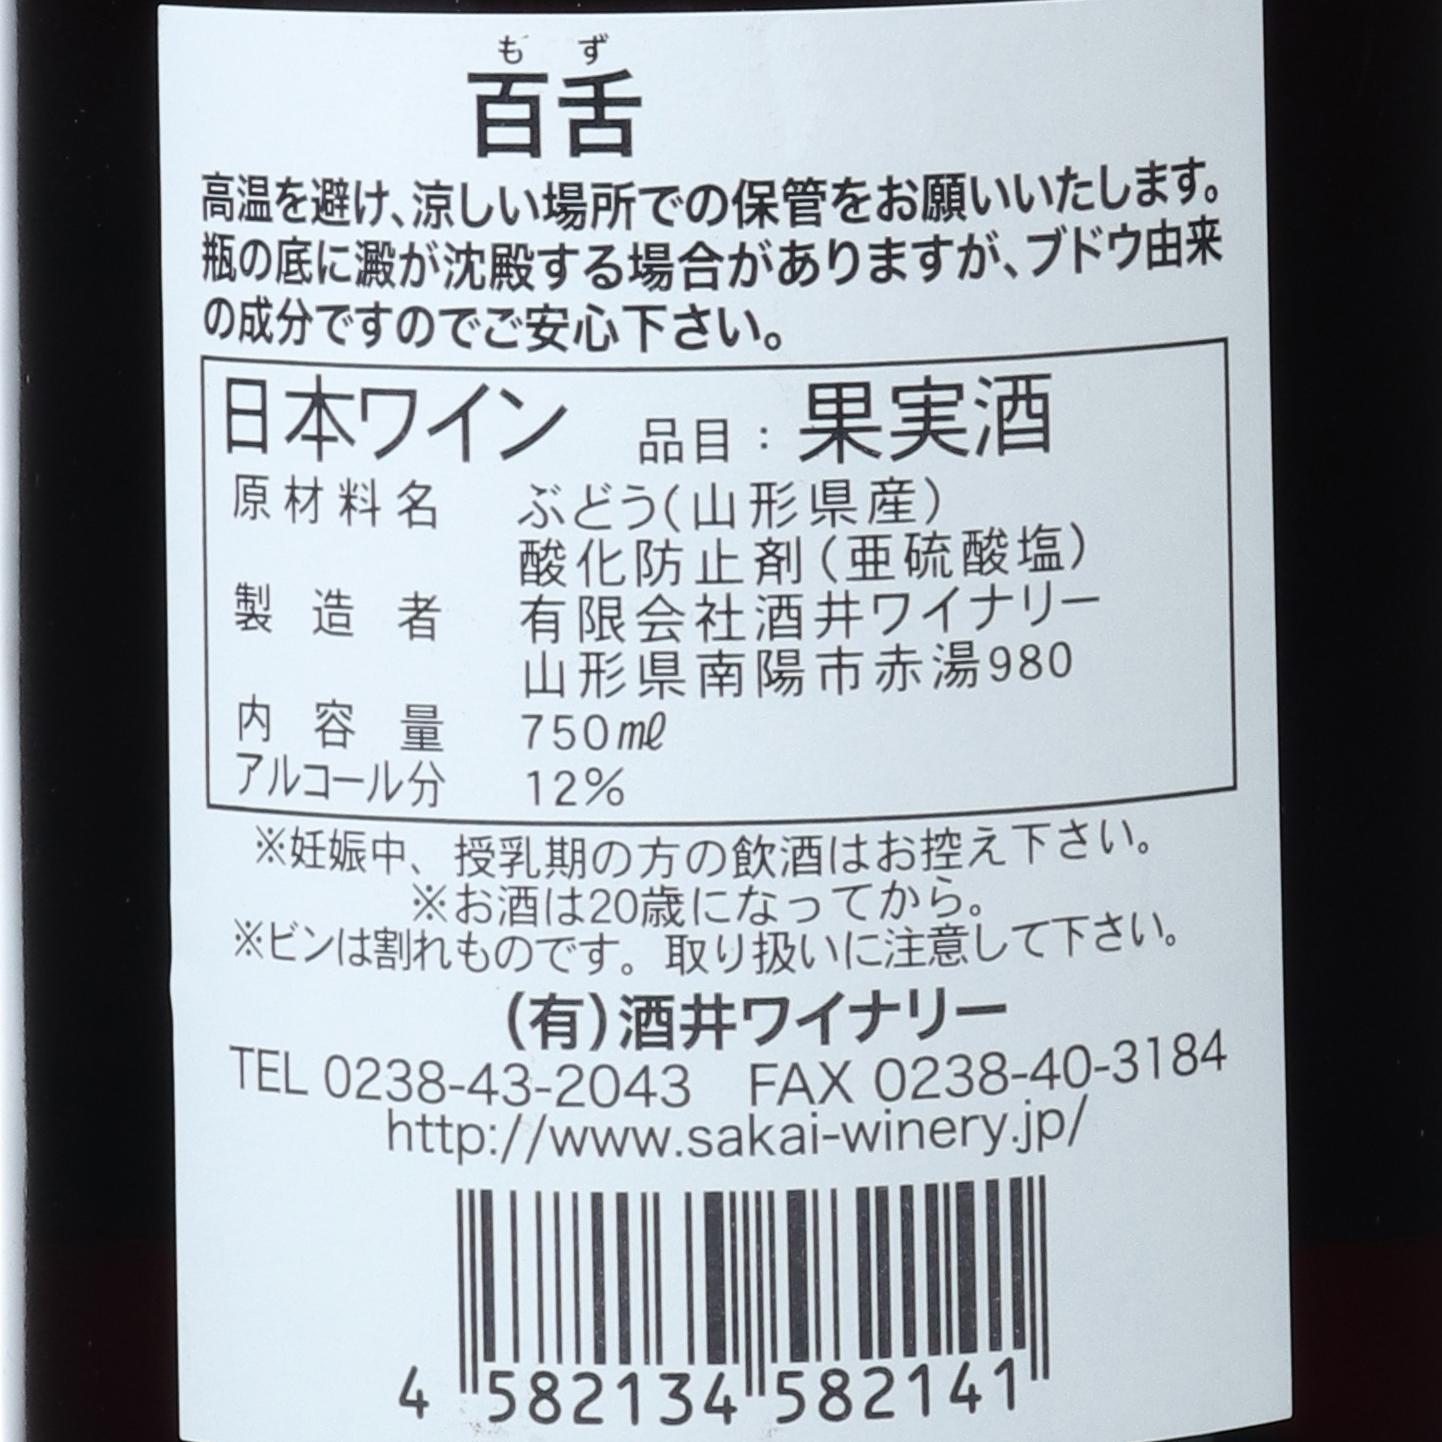 もず
百舌
高温を避け、涼しい場所での保管をお願いいたします。
瓶の底に澱が沈殿する場合がありますが、ブドウ由来
の成分ですのでご安心下さい。
日本ワイン 品目：果実酒
原材料名 ぶどう(山形県産)
酸化防止剤(亜硫酸塩)
製造者 有限会社酒井ワイナリー
山形県南陽市赤湯980
内容量 750㎖
アルコール分 12%
※妊娠中、授乳期の方の飲酒はお控え下さい。
※お酒は20歳になってから。
※ビンは割れものです。取り扱いに注意して下さい。
(有)酒井ワイナリー
TEL 0238-43-2043 FAX 0238-40-3184
http://www.sakai-winery.jp/
4 582134 582141